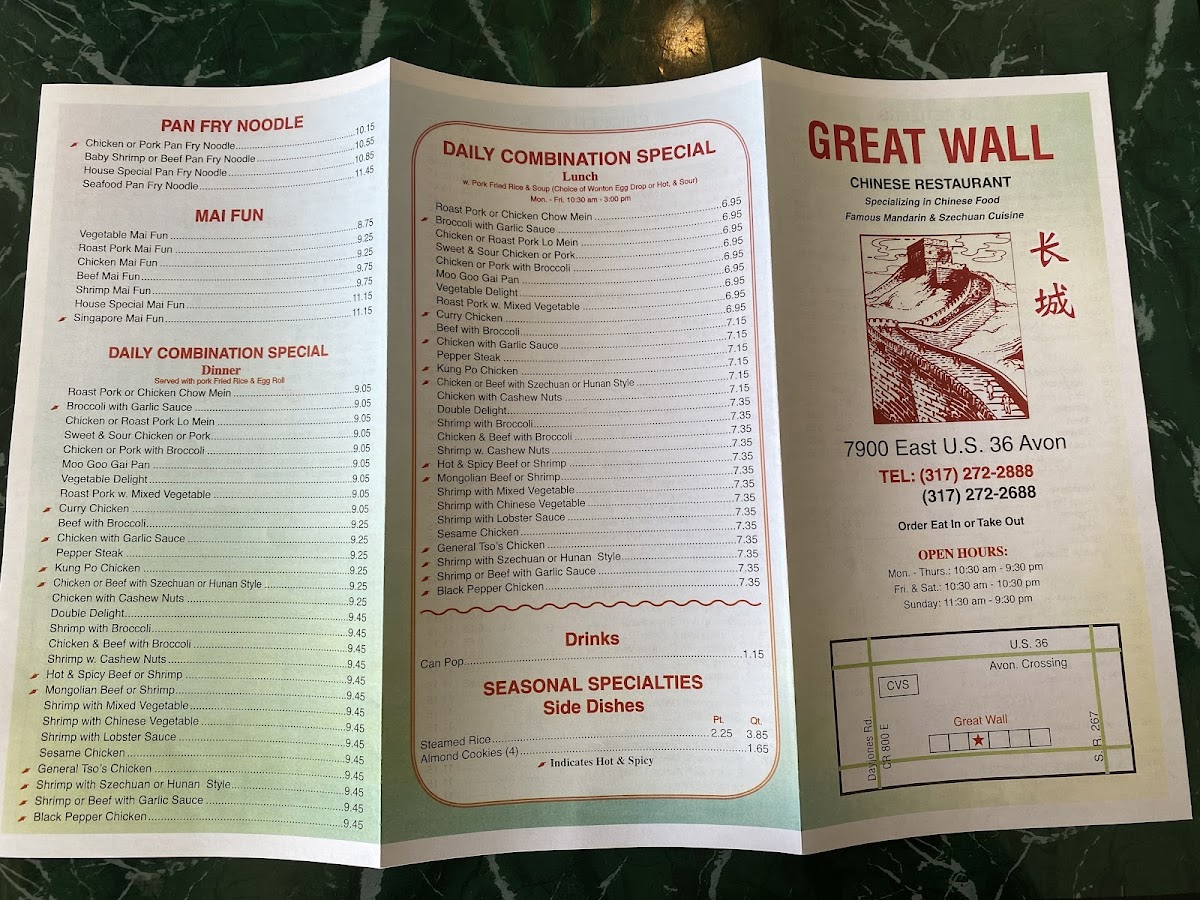 PAN FRY NOODLE
Chicken or Pork Pan Fry Noodle 10.15
Baby Shrimp or Beef Pan Fry Noodle 10.55
House Special Pan Fry Noodle 10.85
Seafood Pan Fry Noodle 11.45
MAI FUN
Vegetable Mai Fun 8.75
Roast Pork Mai Fun 9.25
Chicken Mai Fun 9.25
Beef Mai Fun 9.75
Shrimp Mai Fun 9.75
House Special Mai Fun 11.15
Singapore Mai Fun 11.15
DAILY COMBINATION SPECIAL
Dinner
Served with pork Fried Rice & Egg Roll
Roast Pork or Chicken Chow Mein 9.05
Broccoli with Garlic Sauce 9.05
Chicken or Roast Pork Lo Mein 9.05
Sweet & Sour Chicken or Pork 9.05
Chicken or Pork with Broccoli 9.05
Moo Goo Gai Pan 9.05
Vegetable Delight 9.05
Roast Pork w. Mixed Vegetable 9.05
Curry Chicken 9.05
Beef with Broccoli 9.25
Chicken with Garlic Sauce 9.25
Pepper Steak 9.25
Kung Po Chicken 9.25
Chicken or Beef with Szechuan or Hunan Style 9.25
Chicken with Cashew Nuts 9.25
Double Delight 9.45
Shrimp with Broccoli 9.45
Chicken & Beef with Broccoli 9.45
Shrimp w. Cashew Nuts 9.45
Hot & Spicy Beef or Shrimp 9.45
Mongolian Beef or Shrimp 9.45
Shrimp with Mixed Vegetable 9.45
Shrimp with Chinese Vegetable 9.45
Shrimp with Lobster Sauce 9.45
Sesame Chicken 9.45
General Tso's Chicken 9.45
Shrimp with Szechuan or Hunan Style 9.45
Shrimp or Beef with Garlic Sauce 9.45
Black Pepper Chicken 9.45
DAILY COMBINATION SPECIAL
Lunch
w. Pork Fried Rice & Soup (Choice of Wonton Egg Drop or Hot, & Sour)
Mon. - Fri. 10:30 am - 3:00 pm
Roast Pork or Chicken Chow Mein 6.95
Broccoli with Garlic Sauce 6.95
Chicken or Roast Pork Lo Mein 6.95
Sweet & Sour Chicken or Pork 6.95
Chicken or Pork with Broccoli 6.95
Moo Goo Gai Pan 6.95
Vegetable Delight 6.95
Roast Pork w. Mixed Vegetable 6.95
Curry Chicken 6.95
Beef with Broccoli 7.15
Chicken with Garlic Sauce 7.15
Pepper Steak 7.15
Kung Po Chicken 7.15
Chicken or Beef with Szechuan or Hunan Style 7.15
Chicken with Cashew Nuts 7.15
Double Delight 7.35
Shrimp with Broccoli 7.35
Chicken & Beef with Broccoli 7.35
Shrimp w. Cashew Nuts 7.35
Hot & Spicy Beef or Shrimp 7.35
Mongolian Beef or Shrimp 7.35
Shrimp with Mixed Vegetable 7.35
Shrimp with Chinese Vegetable 7.35
Shrimp with Lobster Sauce 7.35
Sesame Chicken 7.35
General Tso's Chicken 7.35
Shrimp with Szechuan or Hunan Style 7.35
Shrimp or Beef with Garlic Sauce 7.35
Black Pepper Chicken 7.35
Drinks
Can Pop 1.15
SEASONAL SPECIALTIES
Side Dishes
Pt. Qt.
Steamed Rice 2.25 3.85
Almond Cookies (4) 1.65
Indicates Hot & Spicy
GREAT WALL
CHINESE RESTAURANT
Specializing in Chinese Food
Famous Mandarin & Szechuan Cuisine
长城
7900 East U.S. 36 Avon
TEL: (317) 272-2888
(317) 272-2688
Order Eat In or Take Out
OPEN HOURS:
Mon. - Thurs.: 10:30 am - 9:30 pm
Fri. & Sat.: 10:30 am - 10:30 pm
Sunday: 11:30 am - 9:30 pm
U.S. 36
Avon. Crossing
CVS
Great Wall
Dayjones Rd.
CR 800 E
S. R. 267